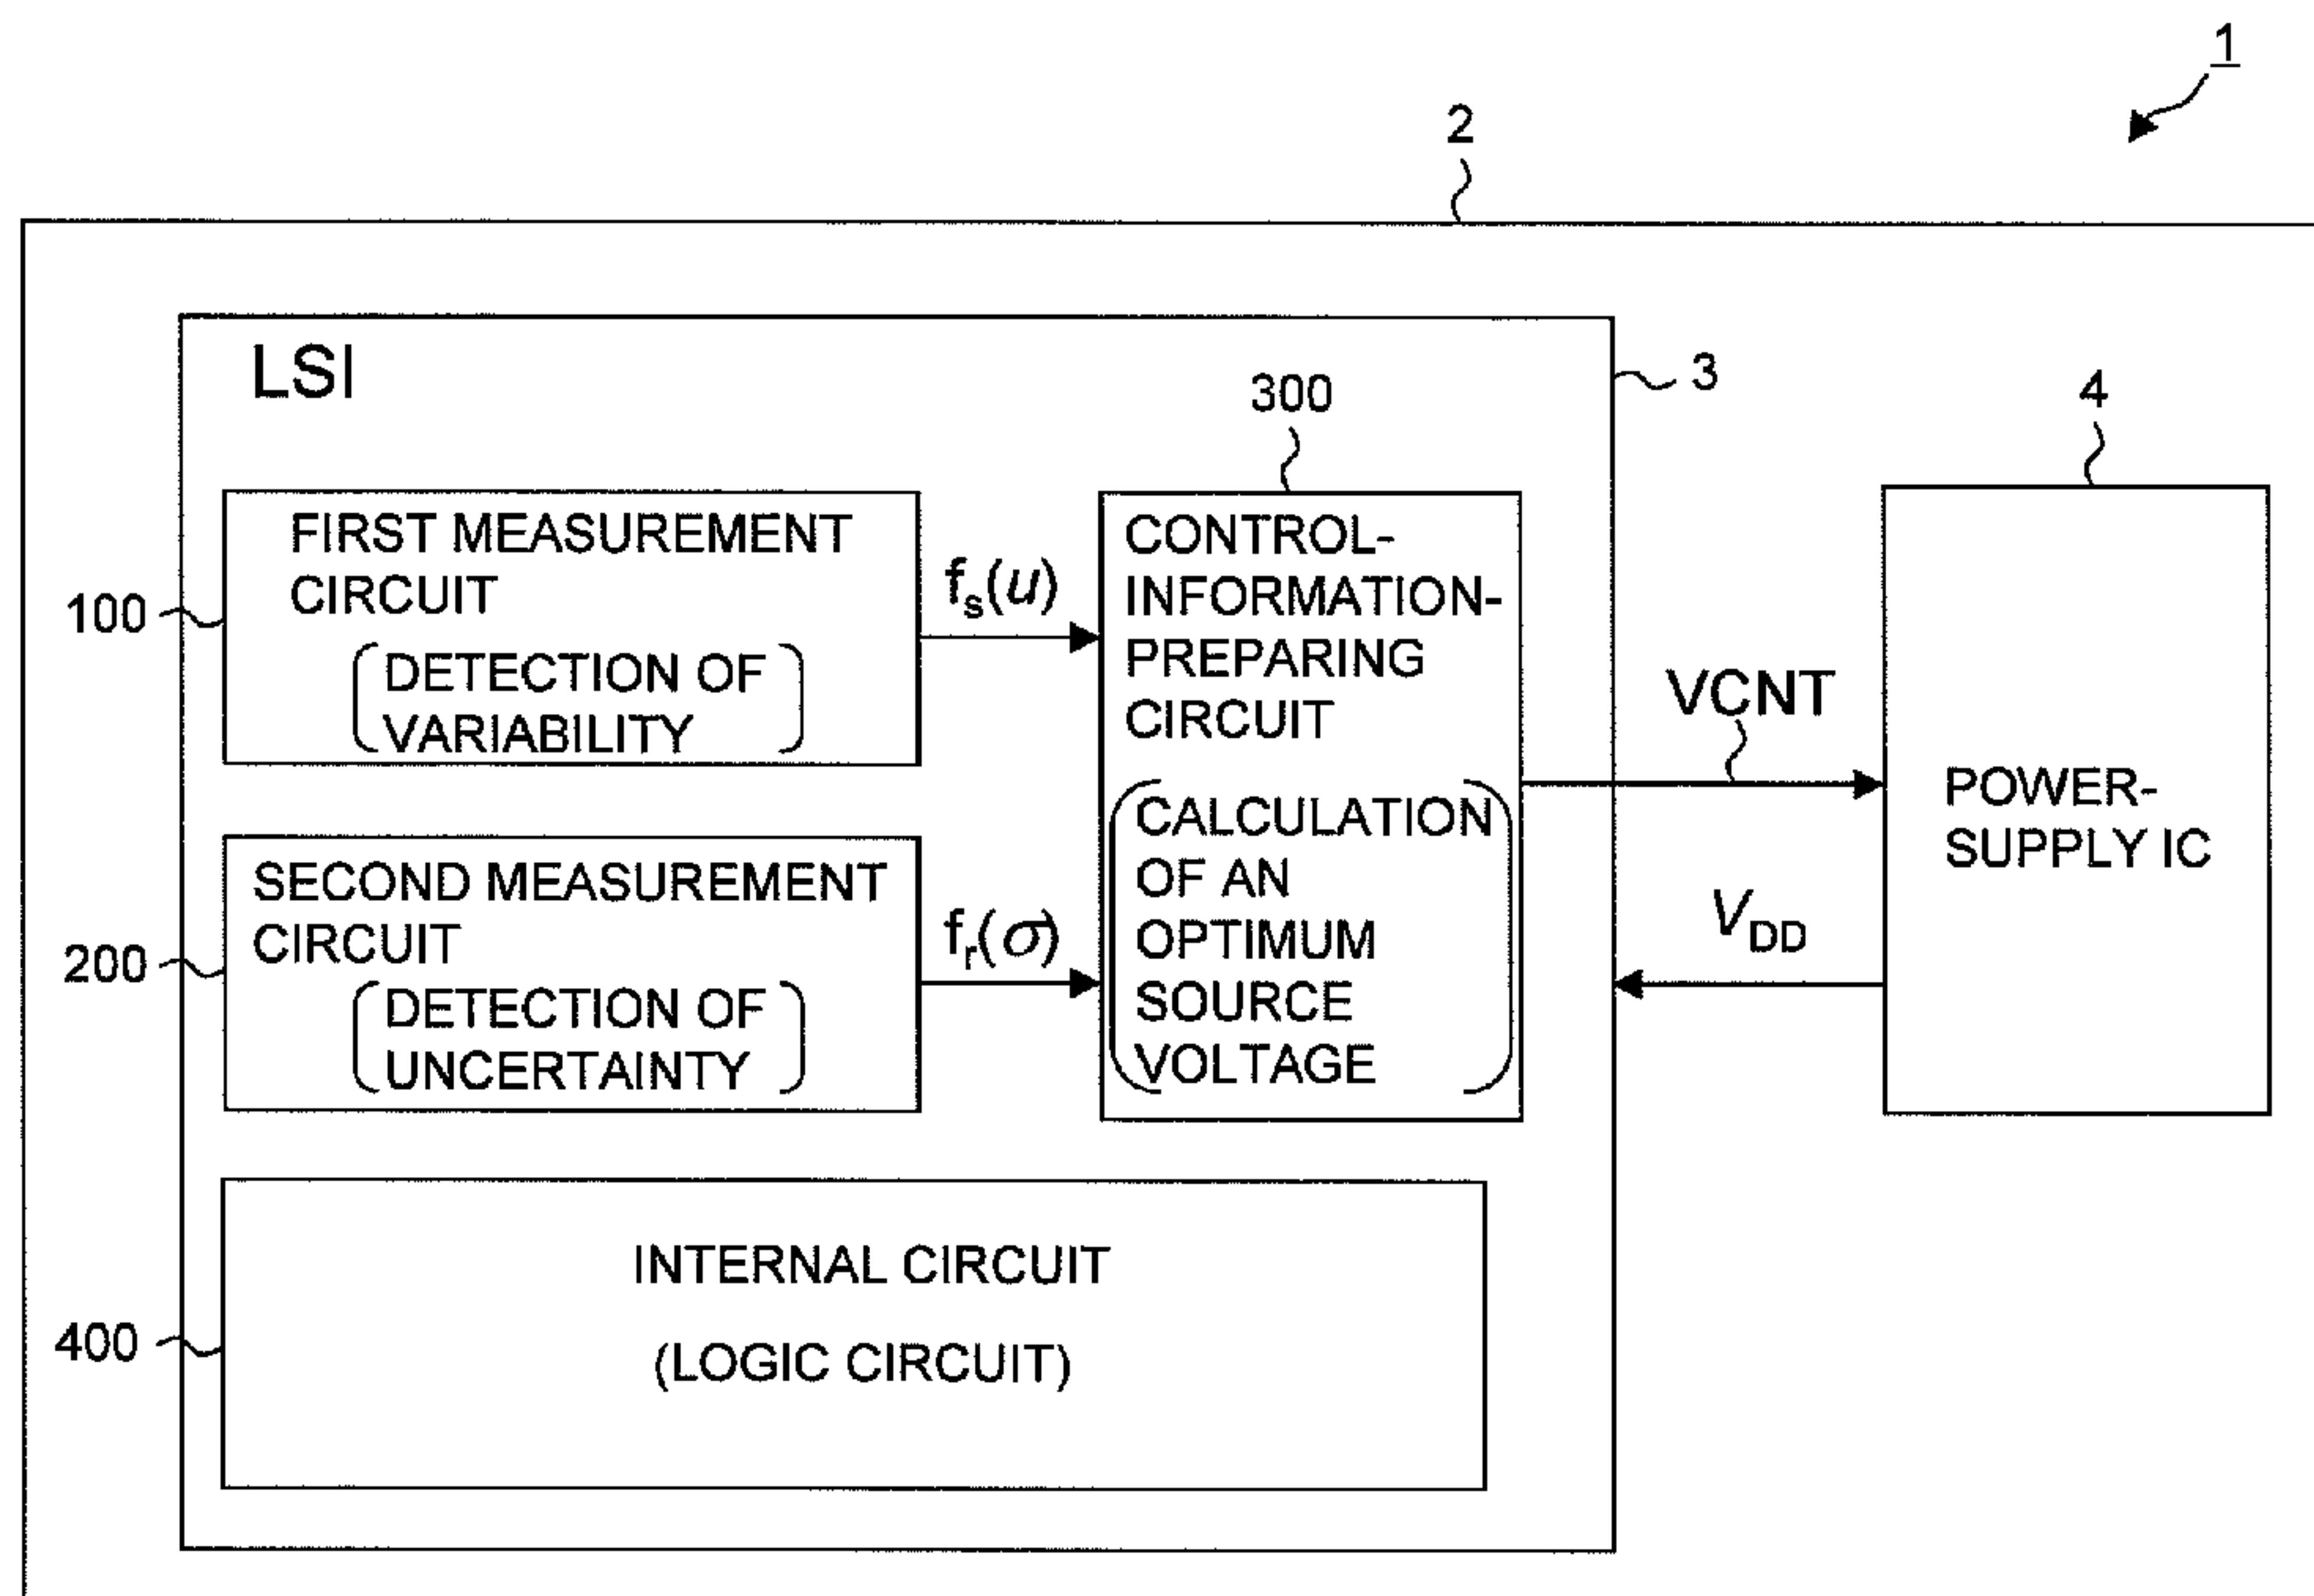 1
2
LSI
3
300
4
FIRST MEASUREMENT
CIRCUIT
(DETECTION OF
VARIABILITY)
100
fs(u)
CONTROL-
INFORMATION-
PREPARING
CIRCUIT
(CALCULATION
OF AN
OPTIMUM
SOURCE
VOLTAGE)
VCNT
POWER-
SUPPLY IC
VDD
SECOND MEASUREMENT
CIRCUIT
(DETECTION OF
UNCERTAINTY)
200
fr(σ)
INTERNAL CIRCUIT
(LOGIC CIRCUIT)
400